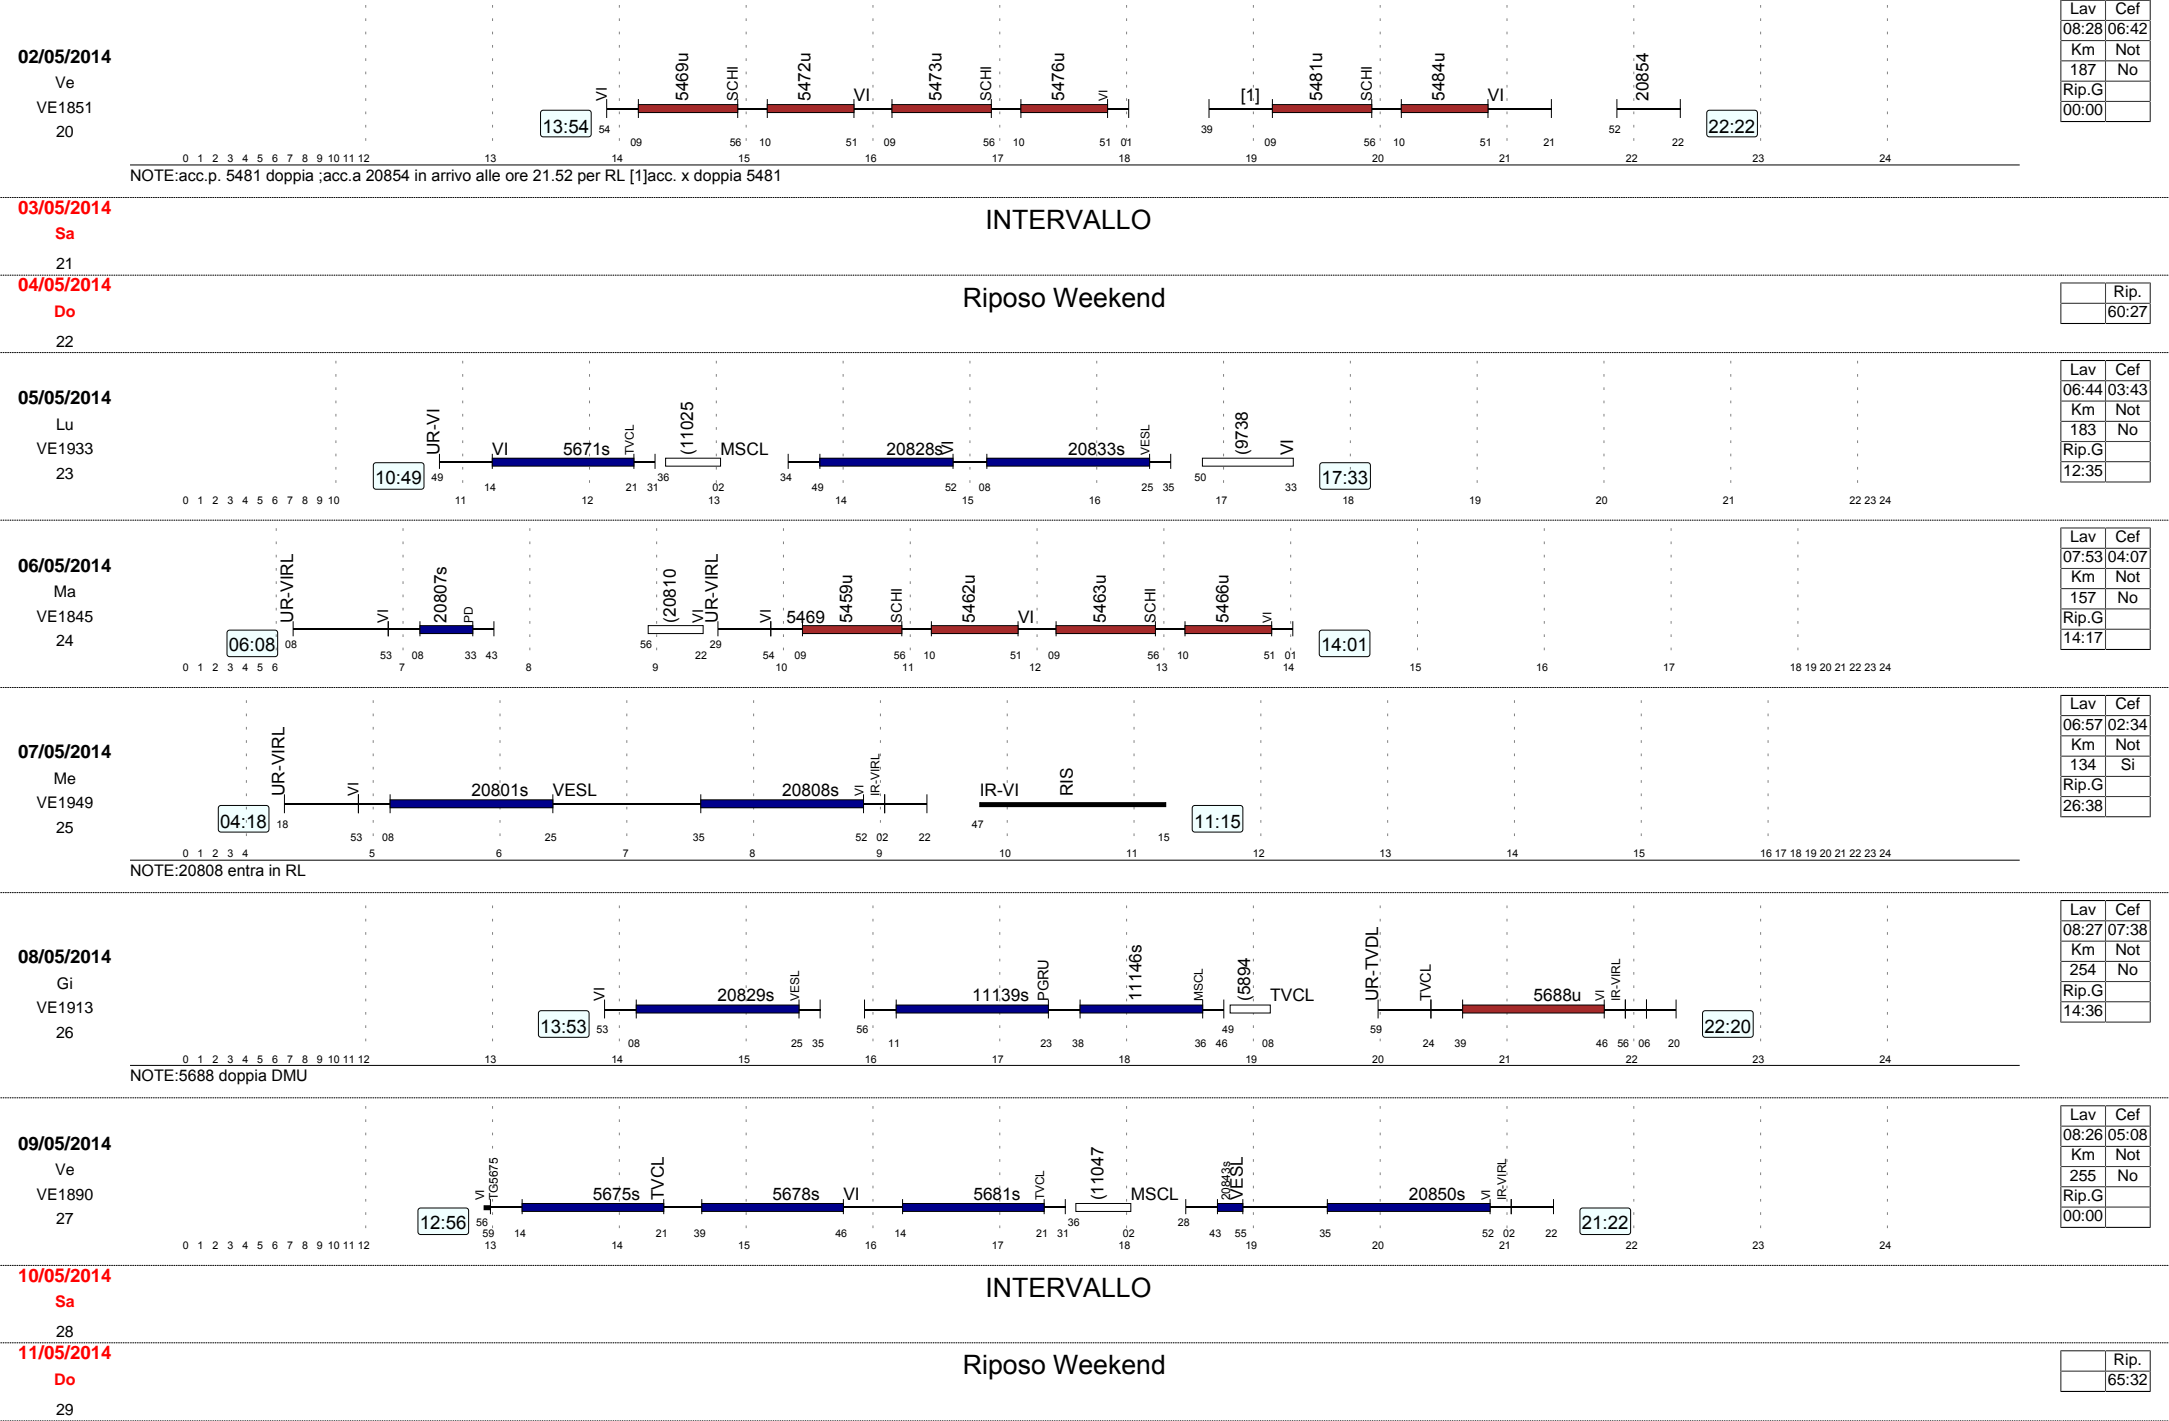 Lav Cef
08:28 06:42
Km Not
187 No
Rip.G
00:00
02/05/2014
Ve
VE1851
20
13:54
VI 5469u SCHI 5472u VI 5473u SCHI 5476u VI [1] 5481u SCHI 5484u VI 20854
54 09 56 10 51 09 56 10 51 01 39 09 56 10 51 21 52 22
22:22
0 1 2 3 4 5 6 7 8 9 10 11 12 13 14 15 16 17 18 19 20 21 22 23 24
NOTE:acc.p. 5481 doppia ;acc.a 20854 in arrivo alle ore 21.52 per RL [1]acc. x doppia 5481
03/05/2014
Sa
21
INTERVALLO
04/05/2014
Do
22
Riposo Weekend
Rip.
60:27
05/05/2014
Lu
VE1933
23
10:49
UR-VI VI 5671s TVCL (11025 MSCL 20828s VI 20833s VESL (9738 VI
49 14 21 31 36 02 34 49 52 08 25 35 50 33
17:33
0 1 2 3 4 5 6 7 8 9 10 11 12 13 14 15 16 17 18 19 20 21 22 23 24
Lav Cef
06:44 03:43
Km Not
183 No
Rip.G
12:35
06/05/2014
Ma
VE1845
24
06:08
UR-VIRL VI 20807s PD (20810 VI UR-VIRL VI 5469 5459u SCHI 5462u VI 5463u SCHI 5466u VI
08 53 08 33 43 56 22 29 54 09 56 10 51 09 56 10 51 01
14:01
0 1 2 3 4 5 6 7 8 9 10 11 12 13 14 15 16 17 18 19 20 21 22 23 24
Lav Cef
07:53 04:07
Km Not
157 No
Rip.G
14:17
07/05/2014
Me
VE1949
25
04:18
UR-VIRL VI 20801s VESL 20808s VI IR-VIRL IR-VI RIS
18 53 08 25 35 52 02 22 47 15
11:15
0 1 2 3 4 5 6 7 8 9 10 11 12 13 14 15 16 17 18 19 20 21 22 23 24
NOTE:20808 entra in RL
Lav Cef
06:57 02:34
Km Not
134 Si
Rip.G
26:38
08/05/2014
Gi
VE1913
26
13:53
VI 20829s VESL 11139s PGRU 11146s MSCL (5894 TVCL UR-TVDL TVCL 5688u VI IR-VIRL
53 08 25 35 56 11 23 38 36 46 49 08 59 24 39 46 56 06 20
22:20
0 1 2 3 4 5 6 7 8 9 10 11 12 13 14 15 16 17 18 19 20 21 22 23 24
NOTE:5688 doppia DMU
Lav Cef
08:27 07:38
Km Not
254 No
Rip.G
14:36
09/05/2014
Ve
VE1890
27
12:56
VI TG5675 5675s TVCL 5678s VI 5681s TVCL (11047 MSCL 20843s VESL 20850s VI IR-VIRL
56 59 14 21 39 46 14 21 31 36 02 28 43 55 35 52 02 22
21:22
0 1 2 3 4 5 6 7 8 9 10 11 12 13 14 15 16 17 18 19 20 21 22 23 24
Lav Cef
08:26 05:08
Km Not
255 No
Rip.G
00:00
10/05/2014
Sa
28
INTERVALLO
11/05/2014
Do
29
Riposo Weekend
Rip.
65:32